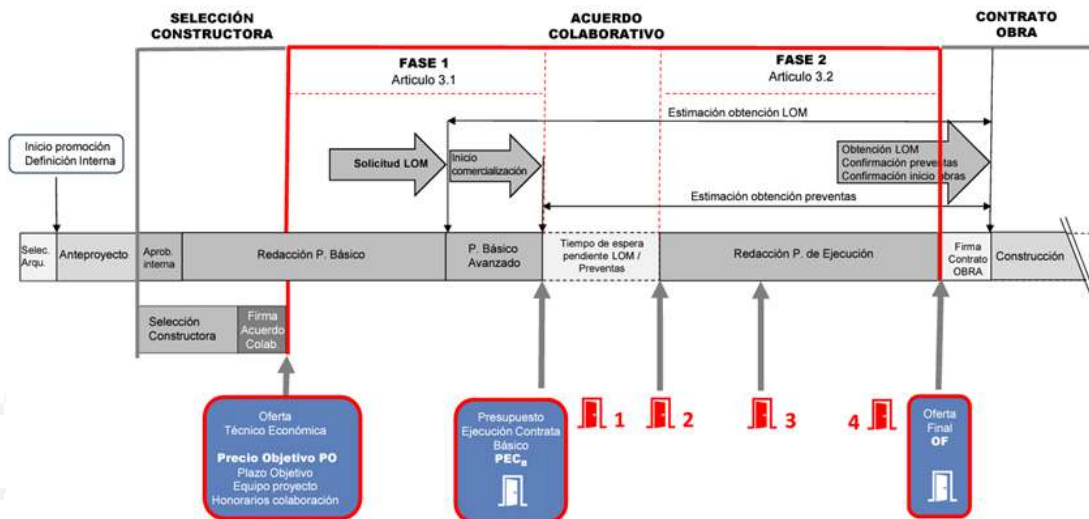 SELECCIÓN
CONSTRUCTORA
ACUERDO
COLABORATIVO
CONTRATO
OBRA
FASE 1
Articulo 3.1
FASE 2
Articulo 3.2
Estimación obtención LOM
Inicio promoción
Definición Interna
Solicitud LOM
Inicio
comercialización
Obtención LOM
Confirmación preventas
Confirmación inicio obras
Estimación obtención preventas
Selec.
Arqu.
Anteproyecto
Aprob.
interna
Redacción P. Básico
P. Básico
Avanzado
Tiempo de espera
pendiente LOM /
Preventas
Redacción P. de Ejecución
Firma
Contrato
OBRA
Construcción
Selección
Constructora
Firma
Acuerdo
Colab.
Oferta
Técnico Económica
Precio Objetivo PO
Plazo Objetivo
Equipo proyecto
Honorarios colaboración
Presupuesto
Ejecución Contrata
Básico
PECB
1
2
3
4
Oferta
Final
OF